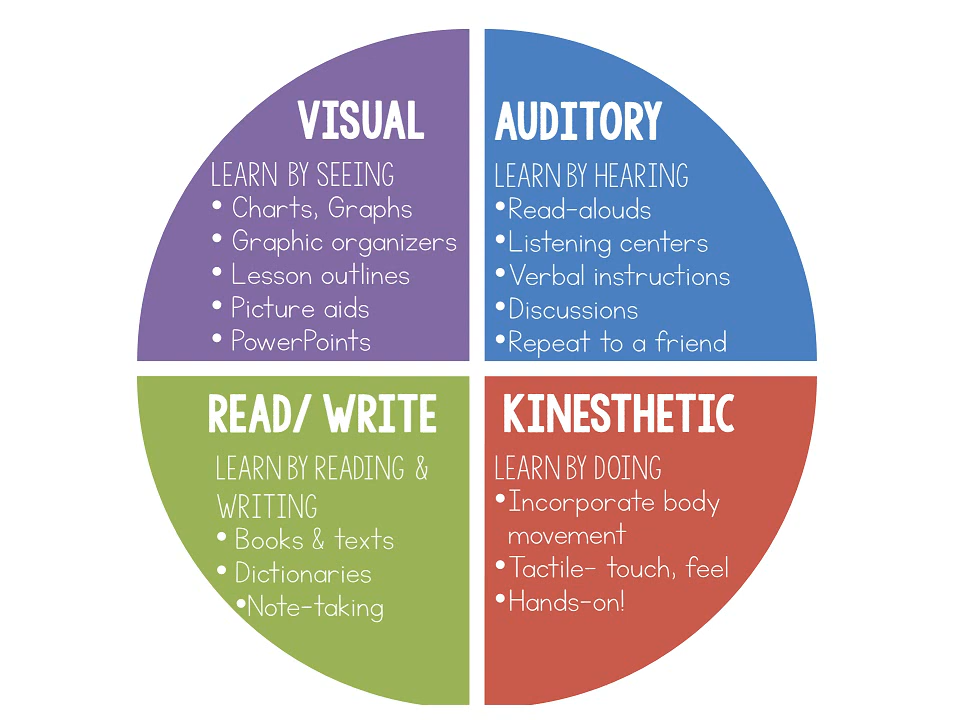 VISUAL
LEARN BY SEEING
• Charts, Graphs
• Graphic organizers
• Lesson outlines
• Picture aids
• PowerPoints
AUDITORY
LEARN BY HEARING
•Read-alouds
•Listening centers
•Verbal instructions
•Discussions
•Repeat to a friend
READ/ WRITE
LEARN BY READING &
WRITING
• Books & texts
• Dictionaries
•Note-taking
KINESTHETIC
LEARN BY DOING
•Incorporate body
movement
•Tactile- touch, feel
•Hands-on!